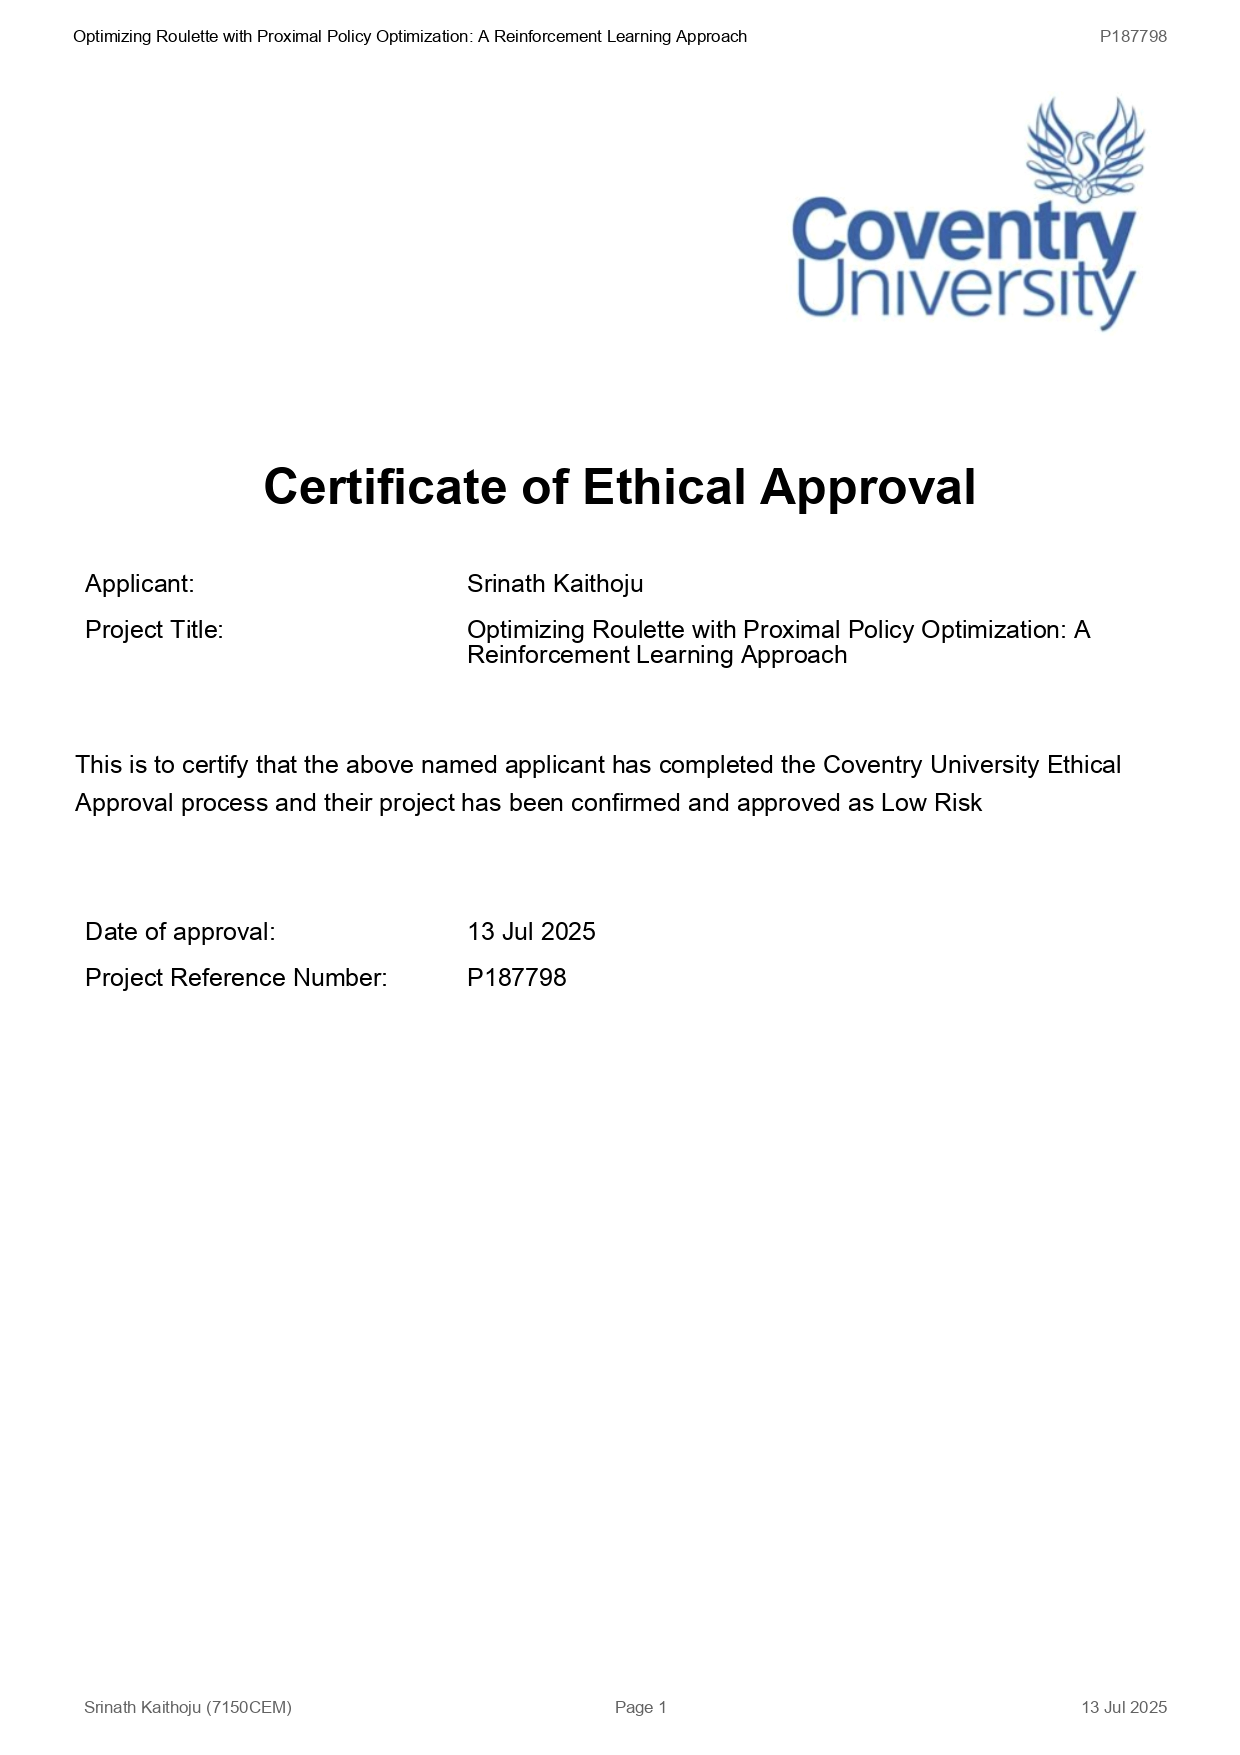 Optimizing Roulette with Proximal Policy Optimization: A Reinforcement Learning Approach P187798
Coventry
University
Certificate of Ethical Approval
Applicant: Srinath Kaithoju
Project Title: Optimizing Roulette with Proximal Policy Optimization: A
Reinforcement Learning Approach
This is to certify that the above named applicant has completed the Coventry University Ethical
Approval process and their project has been confirmed and approved as Low Risk
Date of approval: 13 Jul 2025
Project Reference Number: P187798
Srinath Kaithoju (7150CEM) Page 1 13 Jul 2025